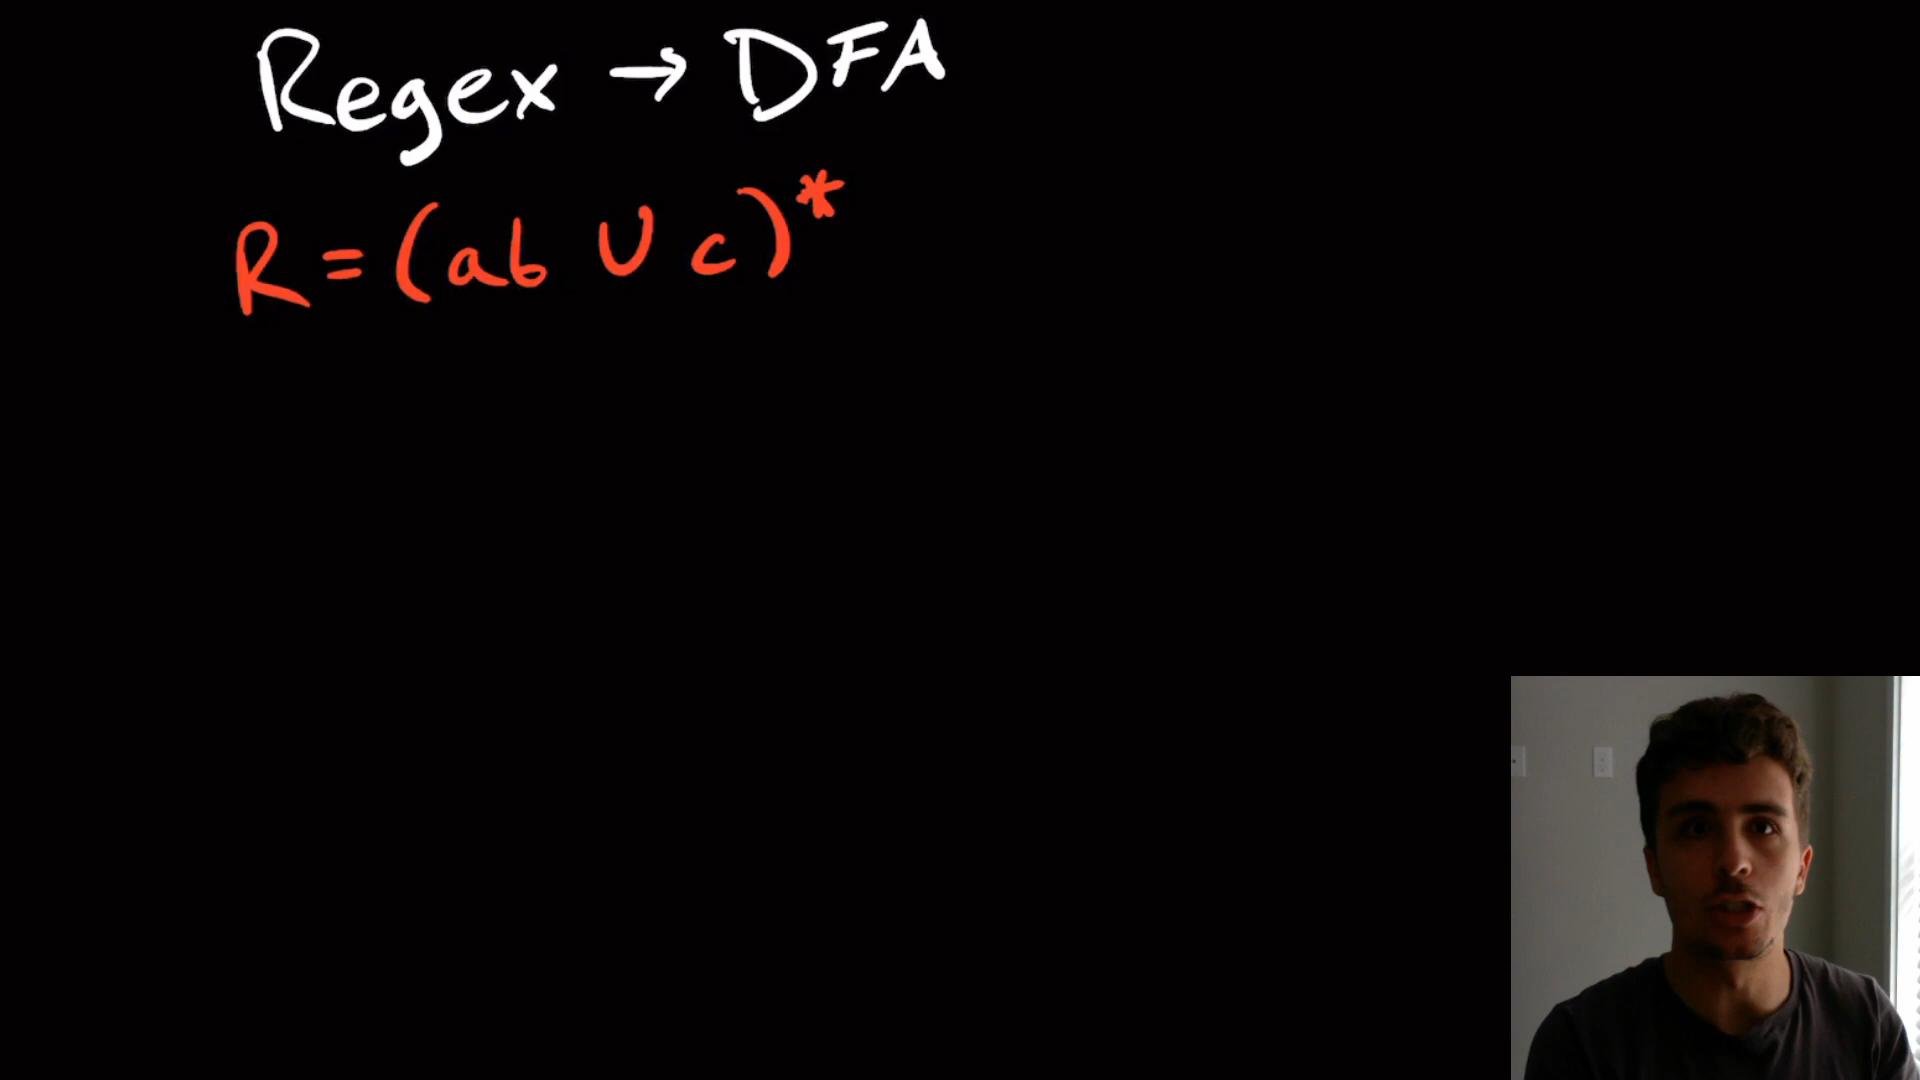 Regex → DFA
R = (ab ∪ c)*